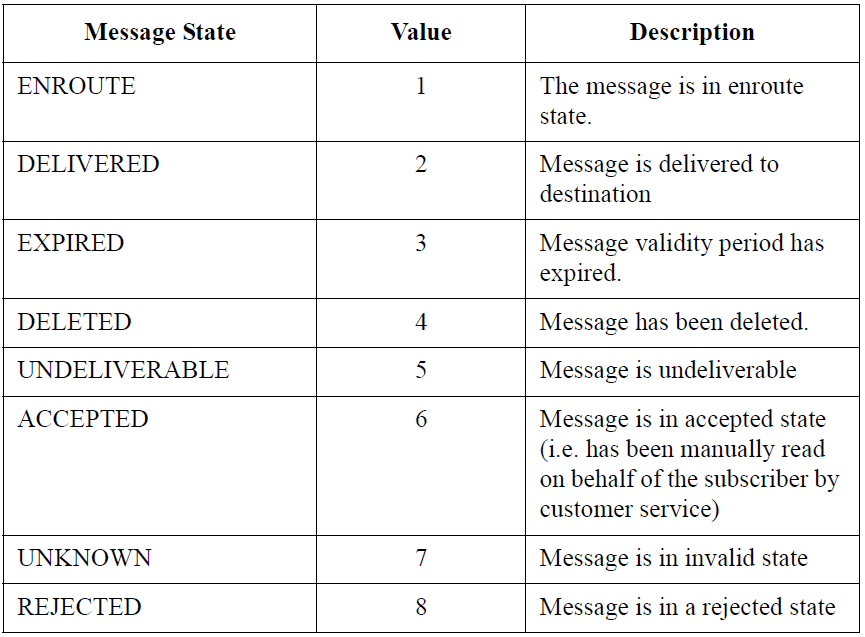 Message State Value Description
ENROUTE 1 The message is in enroute
state.
DELIVERED 2 Message is delivered to
destination
EXPIRED 3 Message validity period has
expired.
DELETED 4 Message has been deleted.
UNDELIVERABLE 5 Message is undeliverable
ACCEPTED 6 Message is in accepted state
(i.e. has been manually read
on behalf of the subscriber by
customer service)
UNKNOWN 7 Message is in invalid state
REJECTED 8 Message is in a rejected state